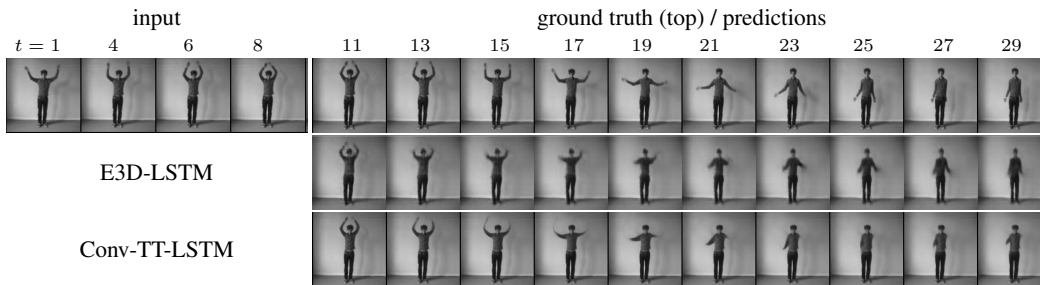 input ground truth (top) / predictions
t = 1 4 6 8 11 13 15 17 19 21 23 25 27 29
E3D-LSTM
Conv-TT-LSTM